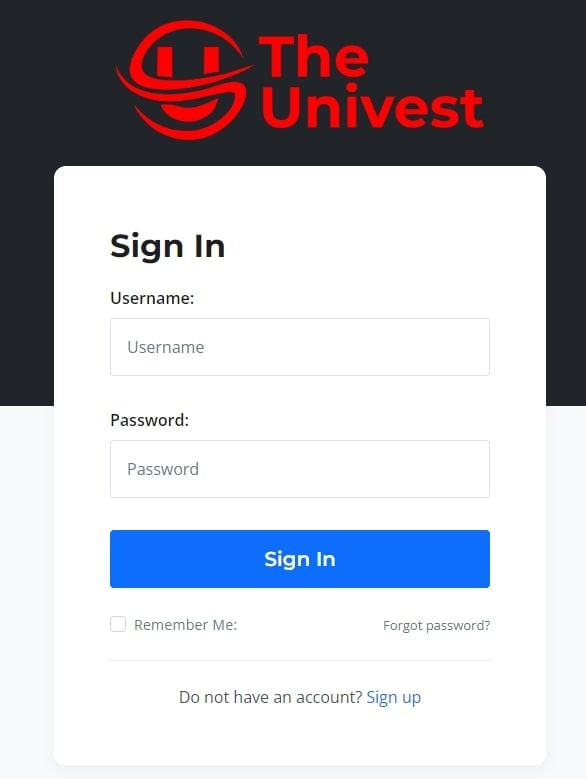 The
Univest
Sign In
Username:
Username
Password:
Password
Sign In
Remember Me: Forgot password?
Do not have an account? Sign up